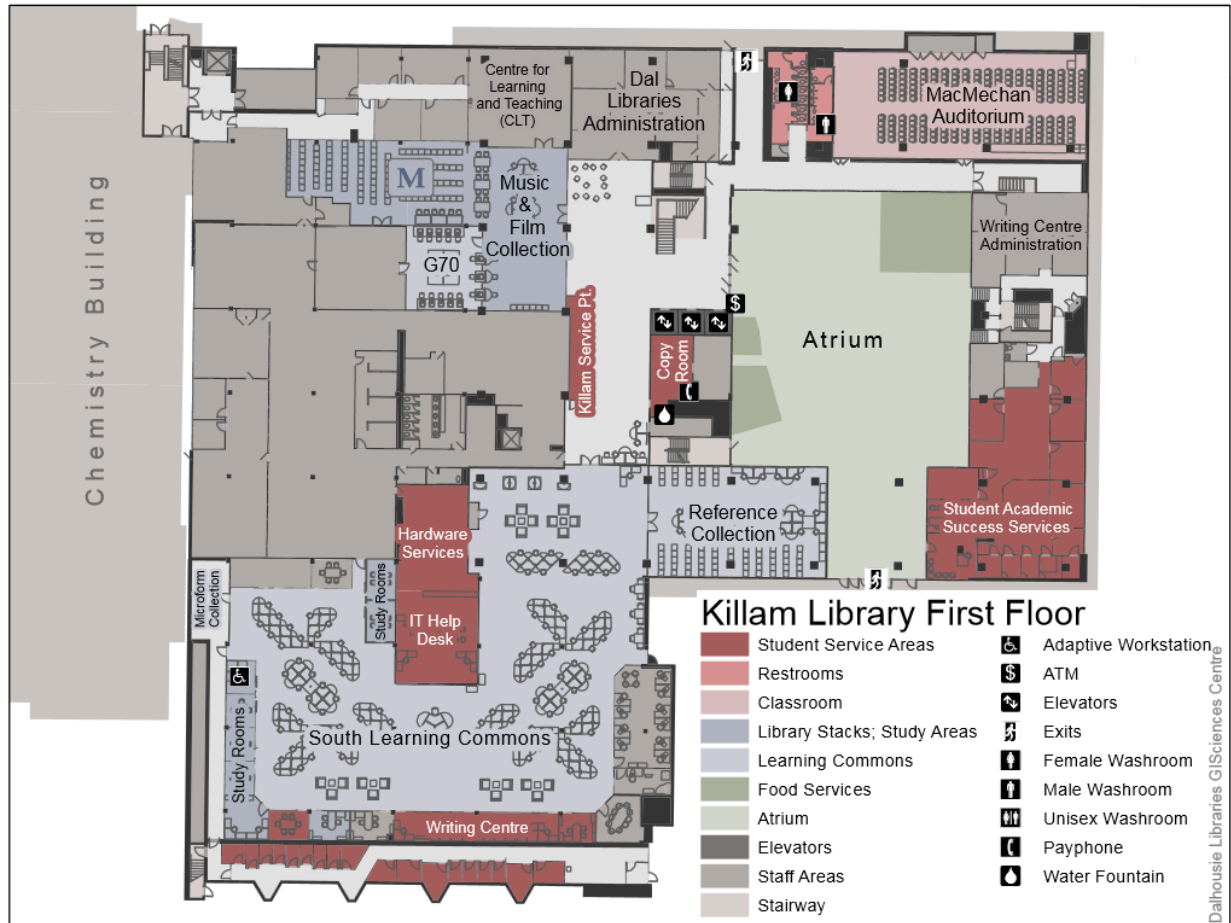 Centre for
Learning
and Teaching
(CLT)
Dal
Libraries
Administration
MacMechan
Auditorium
M
Music
&
Film
Collection
G70
Writing Centre
Administration
Chemistry Building
Killam Service Pt.
$
Copy
Room
Atrium
Hardware
Services
Reference
Collection
Student Academic
Success Services
Microform
Collection
Study Rooms
IT Help
Desk
Study Rooms
South Learning Commons
Writing Centre
Killam Library First Floor
Student Service Areas
Restrooms
Classroom
Library Stacks; Study Areas
Learning Commons
Food Services
Atrium
Elevators
Staff Areas
Stairway
Adaptive Workstation
$ ATM
Elevators
Exits
Female Washroom
Male Washroom
Unisex Washroom
Payphone
Water Fountain
Dalhousie Libraries GISciences Centre